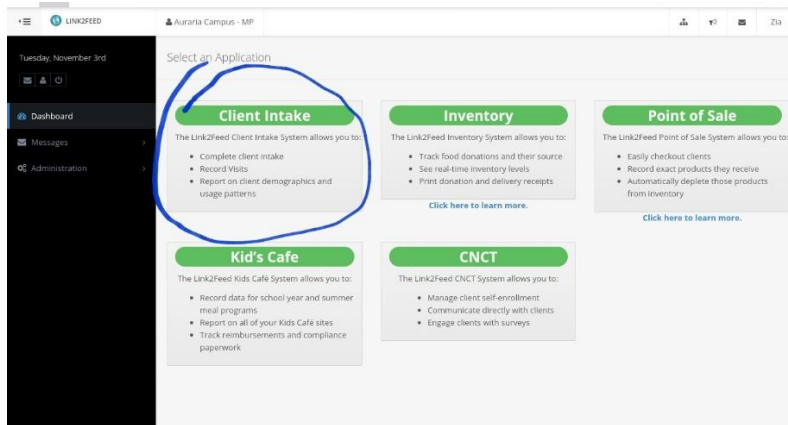 LINK2FEED
Auraria Campus - MP
Zia
Tuesday, November 3rd
Dashboard
Messages
Administration
Select an Application
Client Intake
The Link2Feed Client Intake System allows you to:
Complete client intake
Record Visits
Report on client demographics and
usage patterns
Inventory
The Link2Feed Inventory System allows you to:
Track food donations and their source
See real-time inventory levels
Print donation and delivery receipts
Click here to learn more.
Point of Sale
The Link2Feed Point of Sale System allows you to:
Easily checkout clients
Record exact products they receive
Automatically deplete those products
from inventory
Click here to learn more.
Kid's Cafe
The Link2Feed Kids Café System allows you to:
Record data for school year and summer
meal programs
Report on all of your Kids Café sites
Track reimbursements and compliance
paperwork
CNCT
The Link2Feed CNCT System allows you to:
Manage client self-enrollment
Communicate directly with clients
Engage clients with surveys